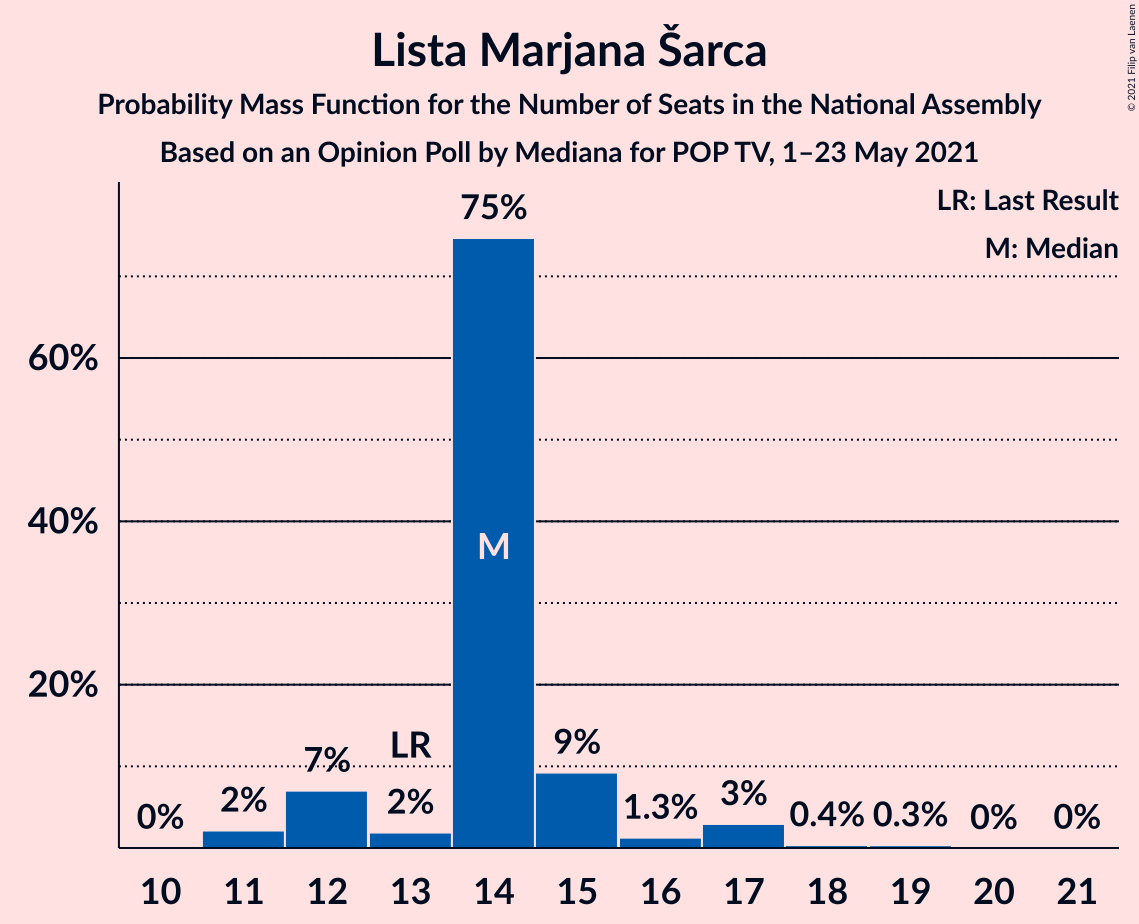 Lista Marjana Šarca
Probability Mass Function for the Number of Seats in the National Assembly
Based on an Opinion Poll by Mediana for POP TV, 1–23 May 2021
© 2021 Filip van Laenen
LR: Last Result
M: Median
75%
60%
40%
20%
M
LR
0%
2%
7%
2%
9%
1.3%
3%
0.4%
0.3%
0%
0%
10 11 12 13 14 15 16 17 18 19 20 21